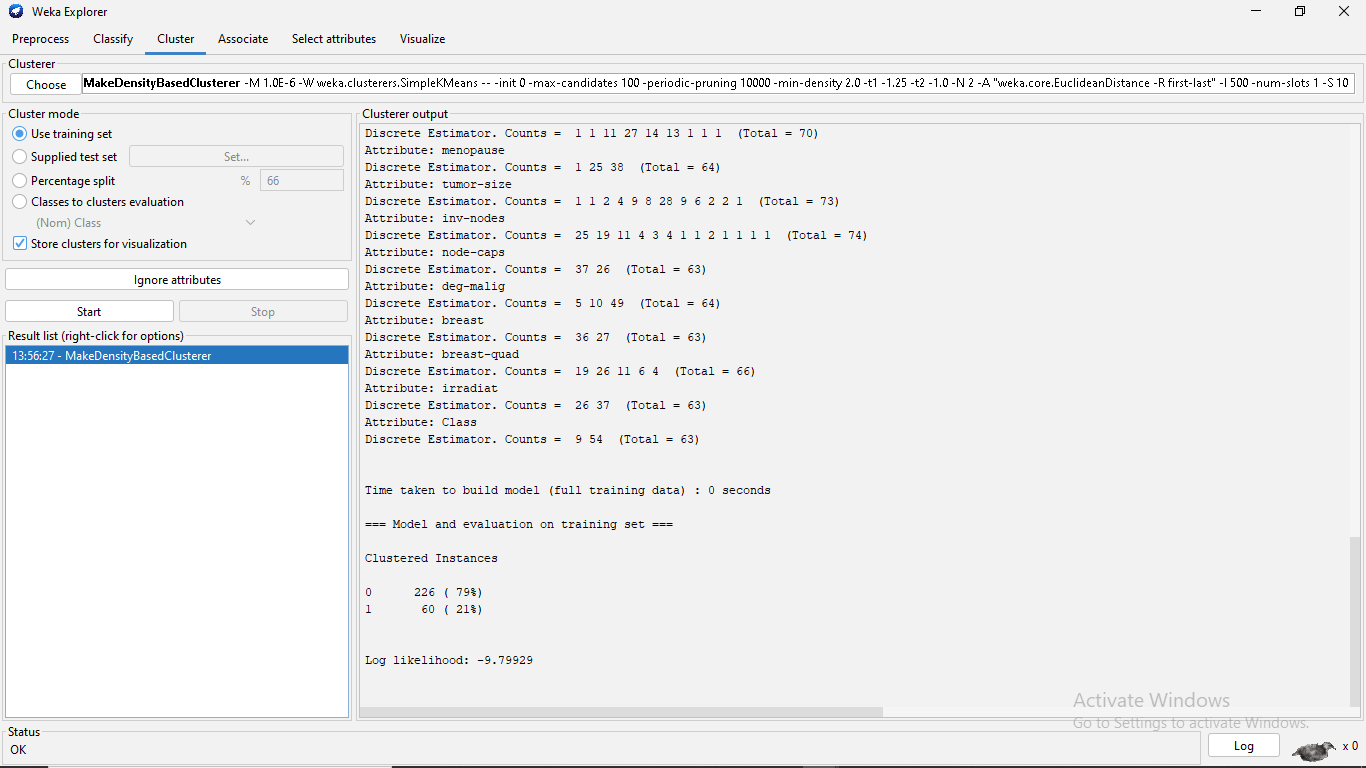 Weka Explorer
Preprocess Classify Cluster Associate Select attributes Visualize
Clusterer
Choose MakeDensityBasedClusterer -M 1.0E-6 -W weka.clusterers.SimpleKMeans -- -init 0 -max-candidates 100 -periodic-pruning 10000 -min-density 2.0 -t1 -1.25 -t2 -1.0 -N 2 -A "weka.core.EuclideanDistance -R first-last" -I 500 -num-slots 1 -S 10
Cluster mode
Use training set
Supplied test set Set...
Percentage split % 66
Classes to clusters evaluation
(Nom) Class
Store clusters for visualization
Ignore attributes
Start Stop
Result list (right-click for options)
13:56:27 - MakeDensityBasedClusterer
Clusterer output
Discrete Estimator. Counts = 1 1 11 27 14 13 1 1 1 (Total = 70)
Attribute: menopause
Discrete Estimator. Counts = 1 25 38 (Total = 64)
Attribute: tumor-size
Discrete Estimator. Counts = 1 1 2 4 9 8 28 9 6 2 2 1 (Total = 73)
Attribute: inv-nodes
Discrete Estimator. Counts = 25 19 11 4 3 4 1 1 2 1 1 1 1 (Total = 74)
Attribute: node-caps
Discrete Estimator. Counts = 37 26 (Total = 63)
Attribute: deg-malig
Discrete Estimator. Counts = 5 10 49 (Total = 64)
Attribute: breast
Discrete Estimator. Counts = 36 27 (Total = 63)
Attribute: breast-quad
Discrete Estimator. Counts = 19 26 11 6 4 (Total = 66)
Attribute: irradiat
Discrete Estimator. Counts = 26 37 (Total = 63)
Attribute: Class
Discrete Estimator. Counts = 9 54 (Total = 63)
Time taken to build model (full training data) : 0 seconds
=== Model and evaluation on training set ===
Clustered Instances
0 226 ( 79%)
1 60 ( 21%)
Log likelihood: -9.79929
Activate Windows
Go to Settings to activate Windows.
Status
OK
Log x 0